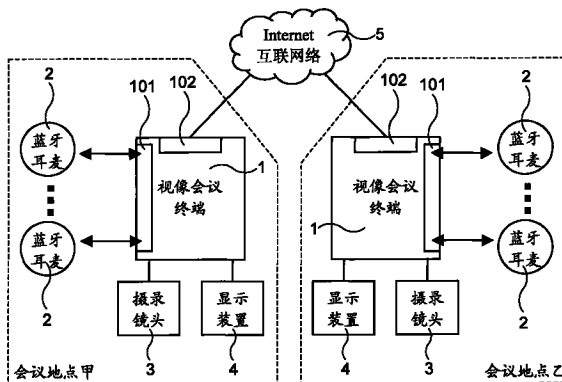 Internet
互联网络
5
2
101
102
102
101
2
蓝牙
耳麦
1
视像会议
终端
视像会议
终端
1
蓝牙
耳麦
蓝牙
耳麦
蓝牙
耳麦
2
2
摄录
镜头
显示
装置
显示
装置
摄录
镜头
3
4
4
3
会议地点甲
会议地点乙